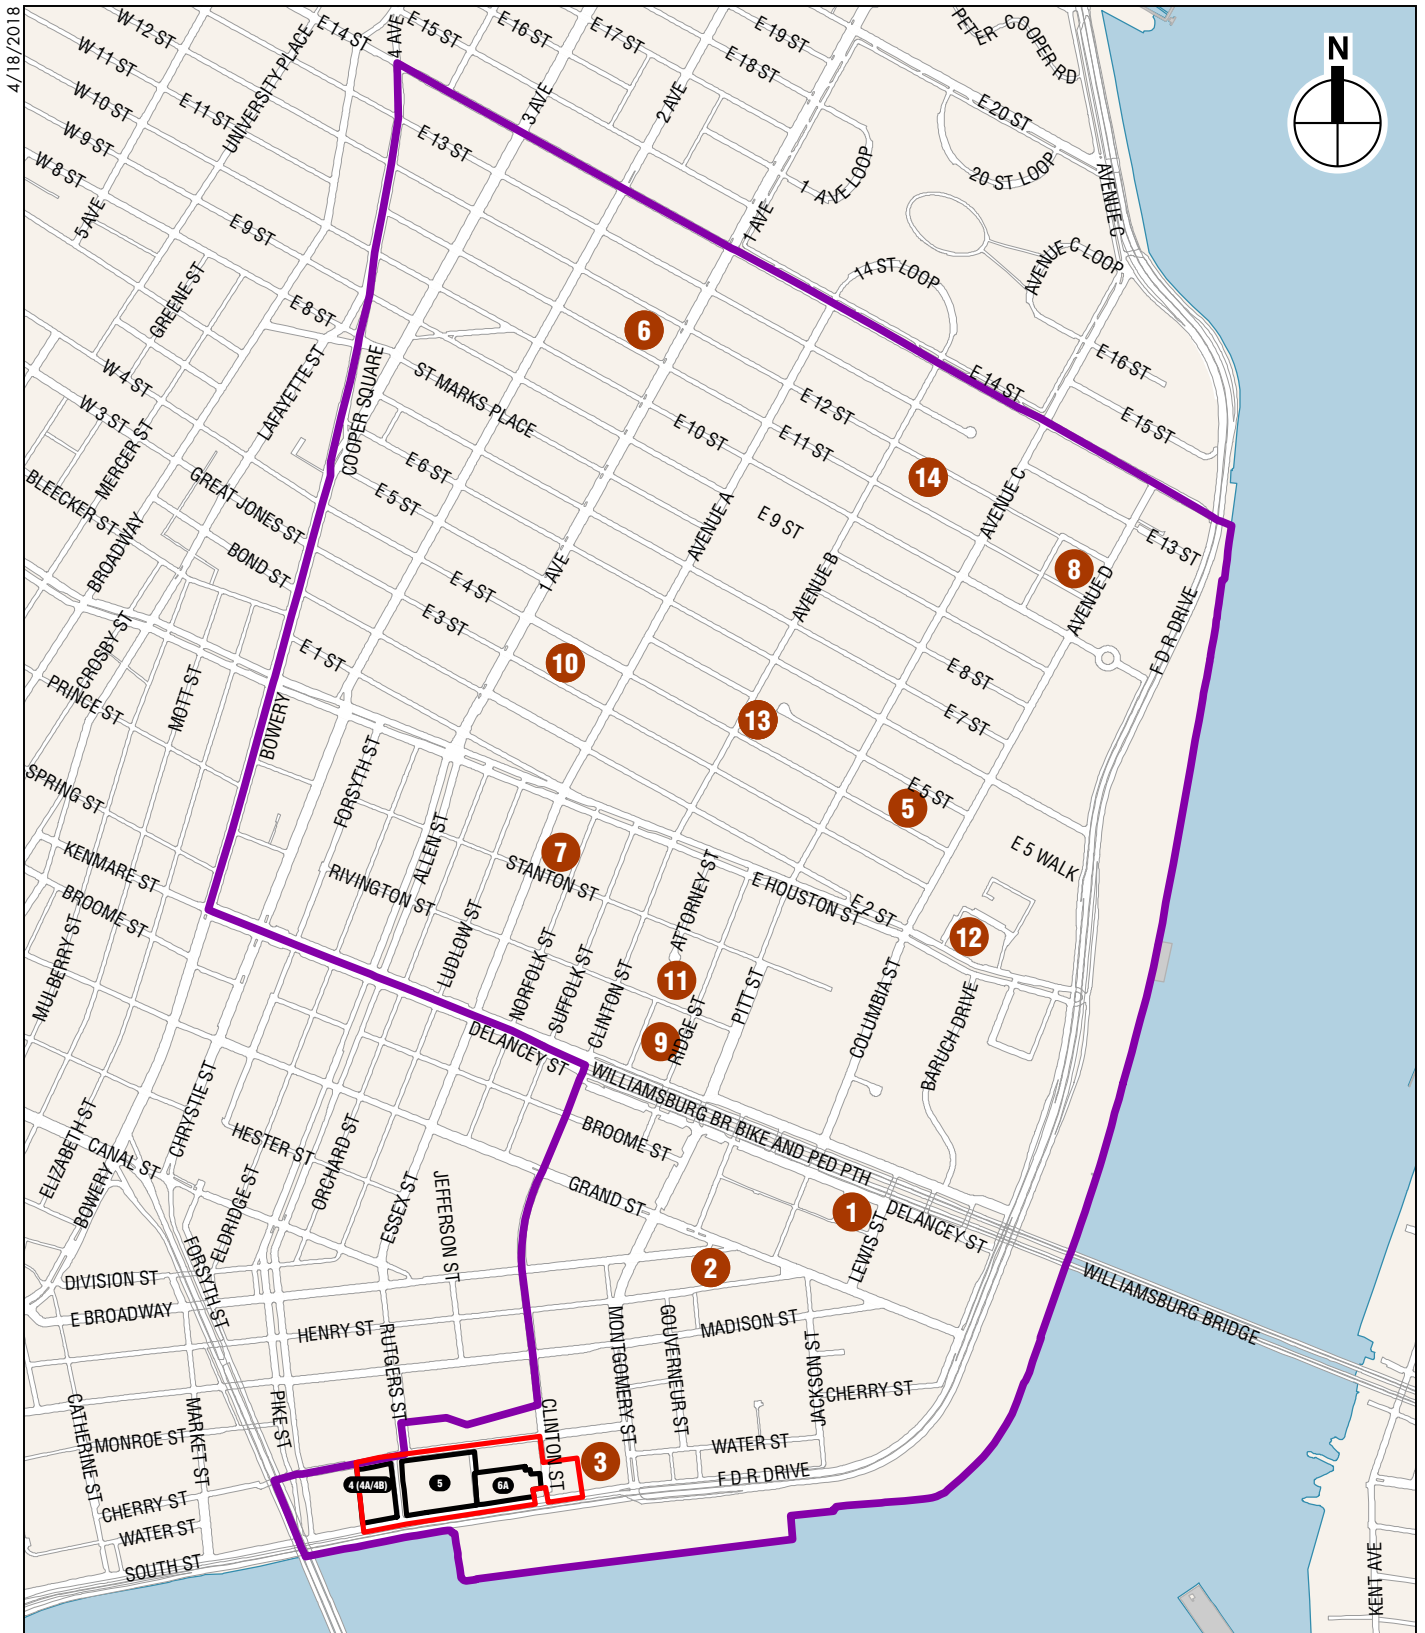 4/18/2018
W 12 ST
E 14 ST
4 AVE
E 15 ST
E 16 ST
E 17 ST
E 19 ST
PETER COOPER RD
N
W 11 ST
UNIVERSITY PLACE
E 18 ST
W 10 ST
E 11 ST
3 AVE
2 AVE
E 20 ST
W 9 ST
E 13 ST
W 8 ST
1 AVE LOOP
20 ST LOOP
AVENUE C
5 AVE
E 9 ST
1 AVE
AVENUE C LOOP
GREENE ST
14 ST LOOP
E 8 ST
6
W 4 ST
LAFAYETTE ST
COOPER SQUARE
ST MARKS PLACE
E 14 ST
E 16 ST
W 3 ST
MERCER ST
E 12 ST
E 15 ST
E 10 ST
E 11 ST
BLEECKER ST
GREAT JONES ST
E 6 ST
E 5 ST
14
AVENUE C
BROADWAY
BOND ST
AVENUE A
E 9 ST
E 13 ST
1 AVE
AVENUE B
8
AVENUE D
E 4 ST
E 3 ST
F D R DRIVE
CROSBY ST
E 1 ST
10
E 8 ST
PRINCE ST
MOTT ST
BOWERY
13
E 7 ST
SPRING ST
FORSYTH ST
E 5 ST
5
KENMARE ST
ALLEN ST
7
E 5 WALK
BROOME ST
RIVINGTON ST
STANTON ST
ATTORNEY ST
E HOUSTON ST
E 2 ST
MULBERRY ST
LUDLOW ST
NORFOLK ST
SUFFOLK ST
CLINTON ST
11
PITT ST
12
COLUMBIA ST
BARUCH DRIVE
9
RIDGE ST
DELANCEY ST
WILLIAMSBURG BR BIKE AND PED PTH
ELIZABETH ST
CHRYSTIE ST
CANAL ST
BOWERY
HESTER ST
ORCHARD ST
BROOME ST
ELDRIDGE ST
ESSEX ST
JEFFERSON ST
GRAND ST
1
LEWIS ST
DELANCEY ST
FORSYTH ST
2
DIVISION ST
E BROADWAY
WILLIAMSBURG BRIDGE
HENRY ST
RUTGERS ST
MONTGOMERY ST
GOUVERNEUR ST
MADISON ST
JACKSON ST
CHERRY ST
CATHERINE ST
MARKET ST
PIKE ST
CLINTON ST
MONROE ST
WATER ST
3
F D R DRIVE
4 (4A/4B)
5
6A
CHERRY ST
WATER ST
SOUTH ST
KENT AVE